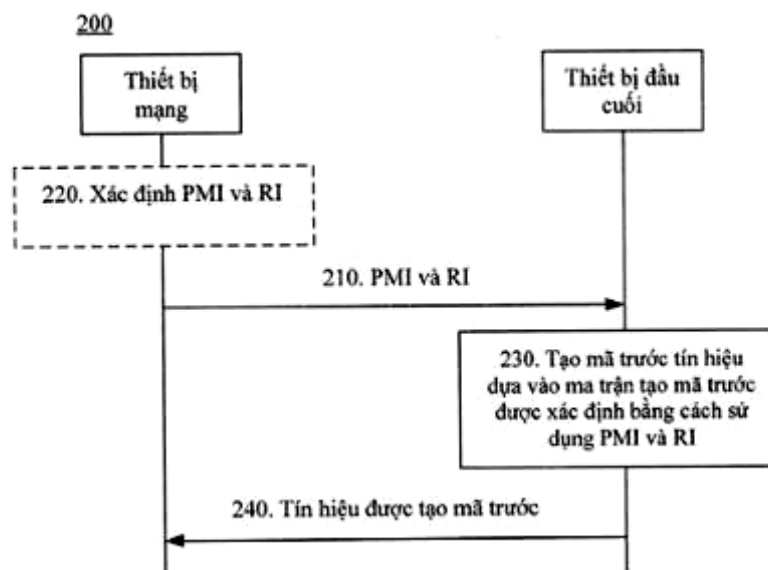 200
Thiết bị
mạng
Thiết bị đầu
cuối
220. Xác định PMI và RI
210. PMI và RI
230. Tạo mã trước tín hiệu
dựa vào ma trận tạo mã trước
được xác định bằng cách sử
dụng PMI và RI
240. Tín hiệu được tạo mã trước